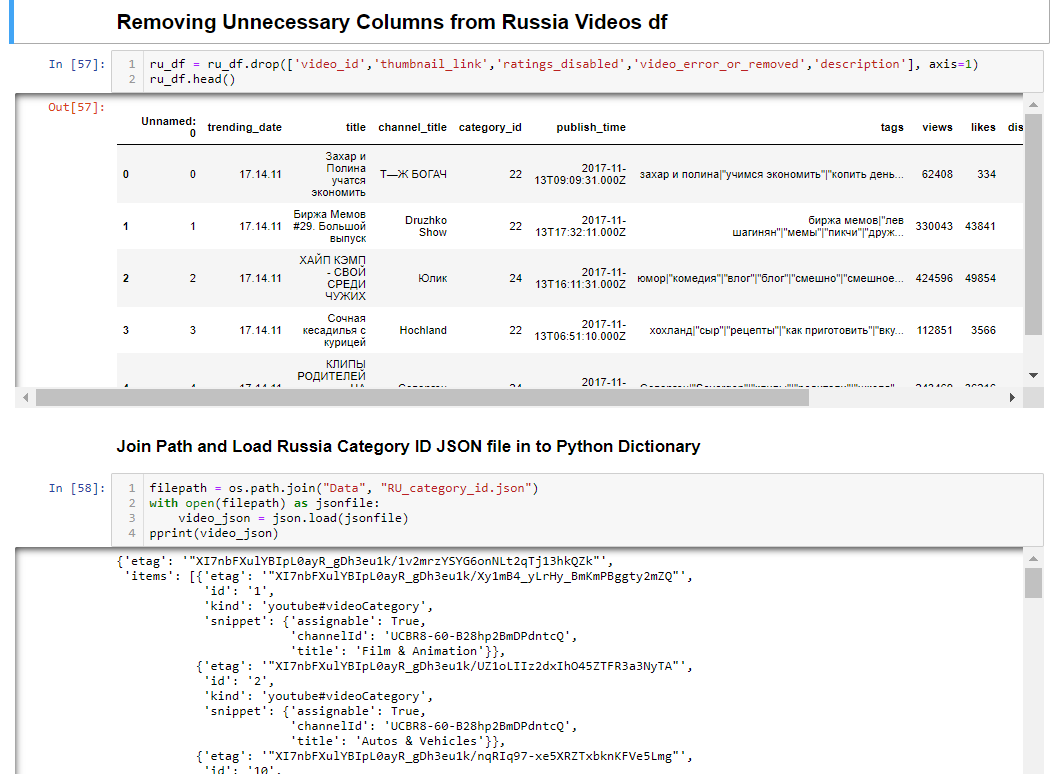 Removing Unnecessary Columns from Russia Videos df
In [57]:
1 ru_df = ru_df.drop(['video_id','thumbnail_link','ratings_disabled','video_error_or_removed','description'], axis=1)
2 ru_df.head()
Out[57]:
Unnamed: 0 trending_date title channel_title category_id publish_time tags views likes dis
0 0 17.14.11 Захар и Полина учатся экономить Т—Ж БОГАЧ 22 2017-11-13T09:09:31.000Z захар и полина|"учимся экономить"|"копить день... 62408 334
1 1 17.14.11 Биржа Мемов #29. Большой выпуск Druzhko Show 22 2017-11-13T17:32:11.000Z биржа мемов|"лев шагинян"|"мемы"|"пикчи"|"друж... 330043 43841
2 2 17.14.11 ХАЙП КЭМП - СВОЙ СРЕДИ ЧУЖИХ Юлик 24 2017-11-13T16:11:31.000Z юмор|"комедия"|"влог"|"блог"|"смешно"|"смешное... 424596 49854
3 3 17.14.11 Сочная кесадилья с курицей Hochland 22 2017-11-13T06:51:10.000Z хохланд|"сыр"|"рецепты"|"как приготовить"|"вку... 112851 3566
КЛИПЫ РОДИТЕЛЕЙ 2017-11-
Join Path and Load Russia Category ID JSON file in to Python Dictionary
In [58]:
1 filepath = os.path.join("Data", "RU_category_id.json")
2 with open(filepath) as jsonfile:
3 video_json = json.load(jsonfile)
4 pprint(video_json)
{'etag': '"XI7nbFXulYBIpL0ayR_gDh3eu1k/1v2mrzYSYG6onNLt2qTj13hkQZk"',
'items': [{'etag': '"XI7nbFXulYBIpL0ayR_gDh3eu1k/Xy1mB4_yLrHy_BmKmPBggty2mZQ"',
'id': '1',
'kind': 'youtube#videoCategory',
'snippet': {'assignable': True,
'channelId': 'UCBR8-60-B28hp2BmDPdntcQ',
'title': 'Film & Animation'}},
{'etag': '"XI7nbFXulYBIpL0ayR_gDh3eu1k/UZ1oLIIz2dxIhO45ZTFR3a3NyTA"',
'id': '2',
'kind': 'youtube#videoCategory',
'snippet': {'assignable': True,
'channelId': 'UCBR8-60-B28hp2BmDPdntcQ',
'title': 'Autos & Vehicles'}},
{'etag': '"XI7nbFXulYBIpL0ayR_gDh3eu1k/nqRIq97-xe5XRZTxbknKFVe5Lmg"',
'id': '10',